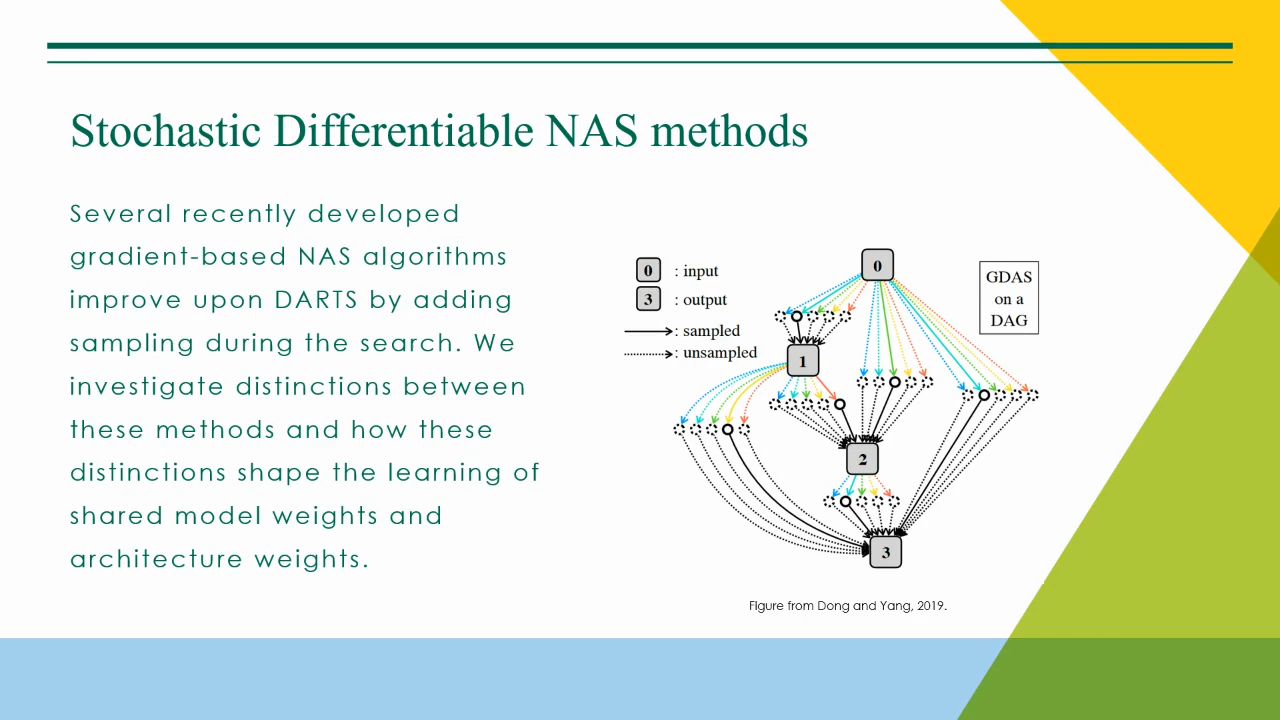 Stochastic Differentiable NAS methods
Several recently developed
gradient-based NAS algorithms
improve upon DARTS by adding
sampling during the search. We
investigate distinctions between
these methods and how these
distinctions shape the learning of
shared model weights and
architecture weights.
0 : input
3 : output
: sampled
: unsampled
0
1
2
3
GDAS
on a
DAG
Figure from Dong and Yang, 2019.